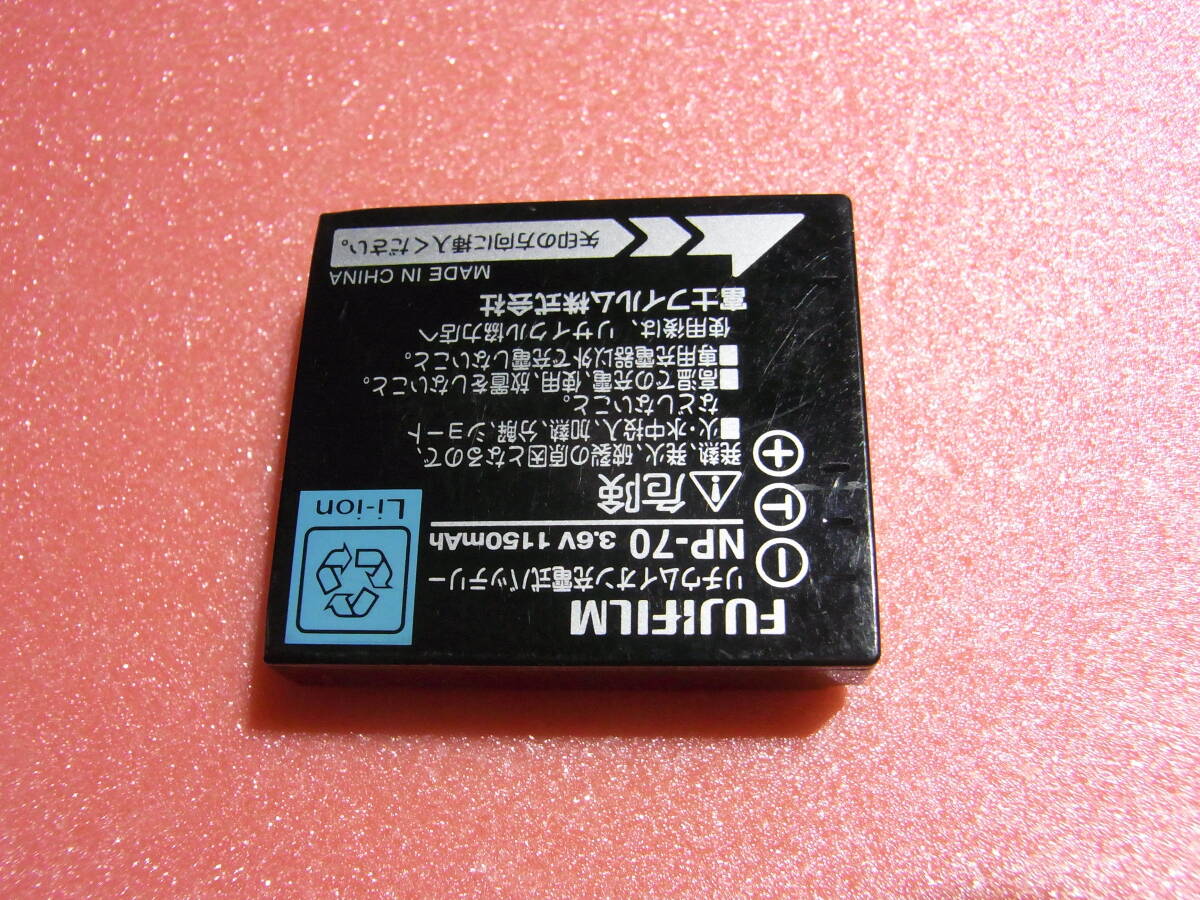 FUJIFILM
リチウムイオン充電式バッテリー
NP-70 3.6V 1150mAh
危険
発熱、発火、破裂の原因となるので、
■火・水中投入、加熱、分解、ショート
などしないこと。
■高温での充電、使用、放置をしないこと。
■専用充電器以外で充電しないこと。
使用後は、リサイクル協力店へ
富士フイルム株式会社
MADE IN CHINA
矢印の方向に挿入ください。
Li-ion
− T +